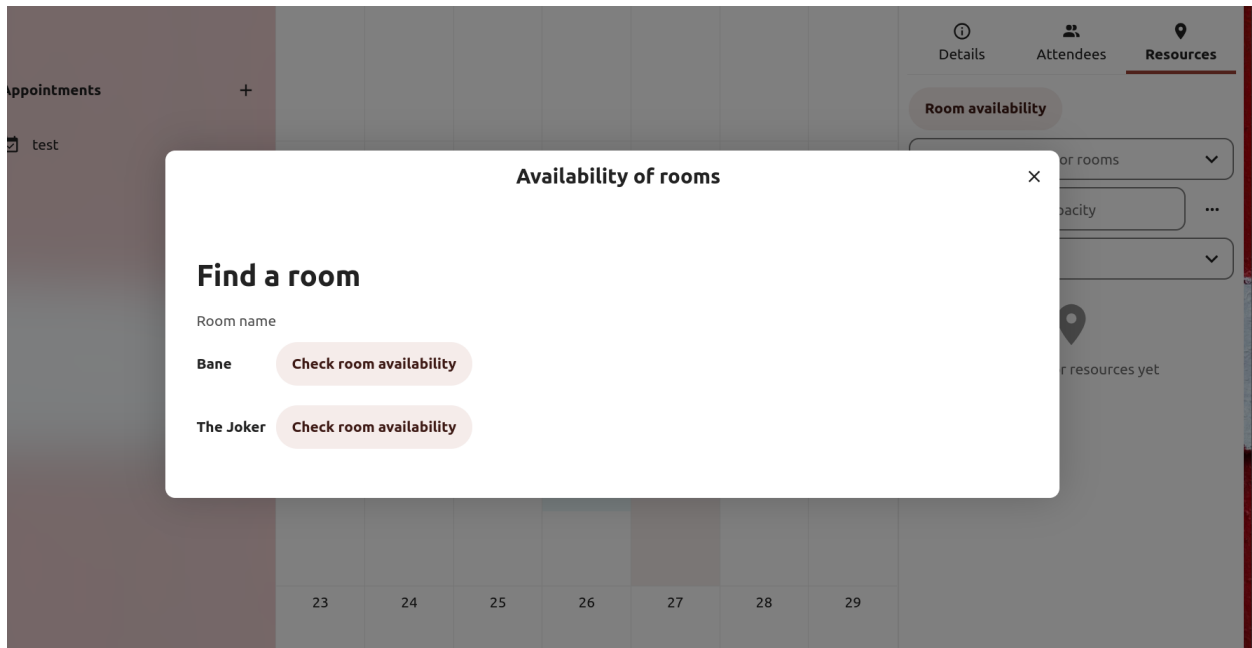 Details Attendees Resources
Appointments +
Room availability
test
or rooms
Availability of rooms
Find a room
Room name
Bane Check room availability
The Joker Check room availability
resources yet
23 24 25 26 27 28 29